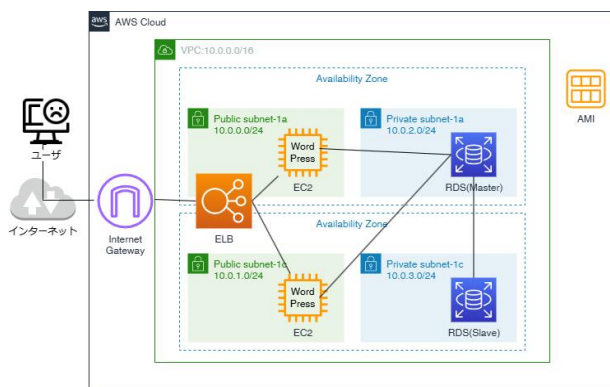 aws AWS Cloud
VPC:10.0.0.0/16
Availability Zone
Public subnet-1a
10.0.0.0/24
Word
Press
EC2
Private subnet-1a
10.0.2.0/24
RDS(Master)
AMI
ユーザ
インターネット
Internet
Gateway
ELB
Availability Zone
Public subnet-1c
10.0.1.0/24
Word
Press
EC2
Private subnet-1c
10.0.3.0/24
RDS(Slave)